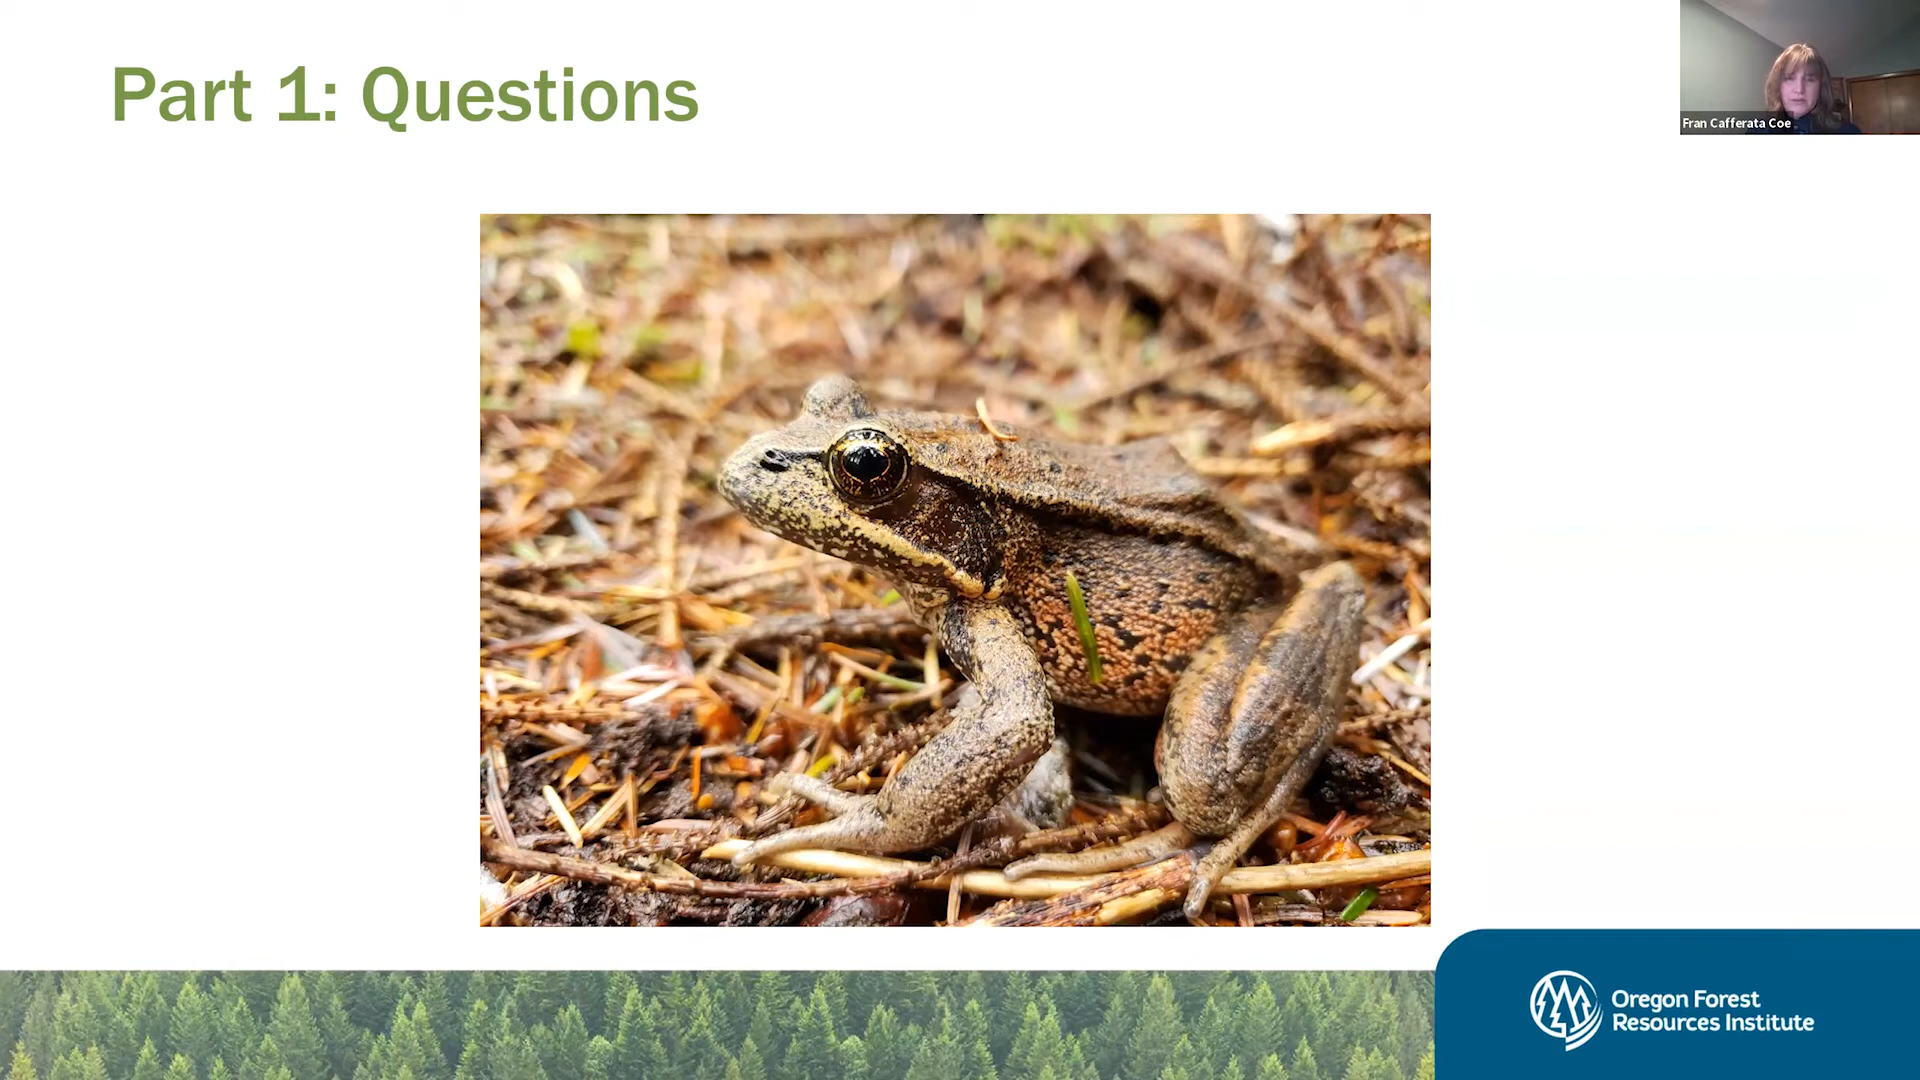 Part 1: Questions
Fran Cafferata Coe
Oregon Forest
Resources Institute